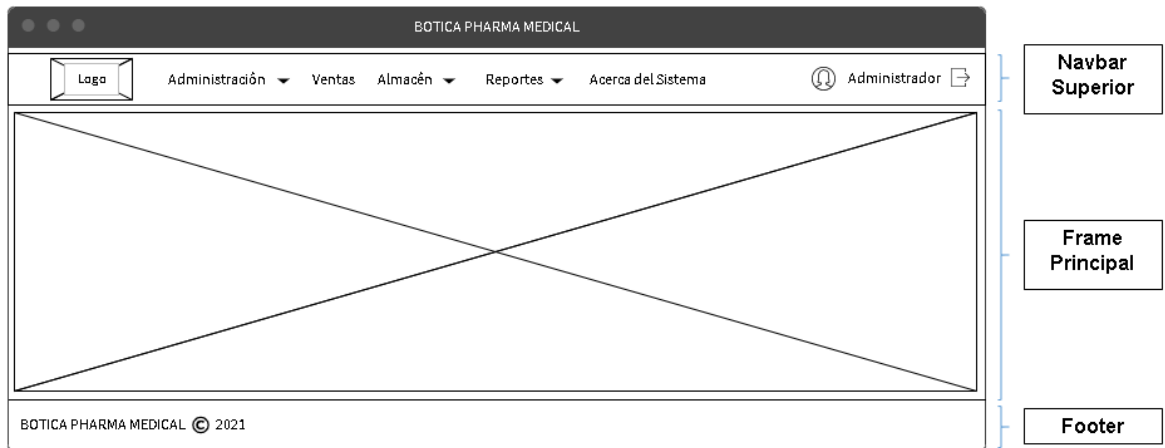 BOTICA PHARMA MEDICAL
Logo Administración Ventas Almacén Reportes Acerca del Sistema Administrador
Navbar
Superior
Frame
Principal
BOTICA PHARMA MEDICAL © 2021
Footer